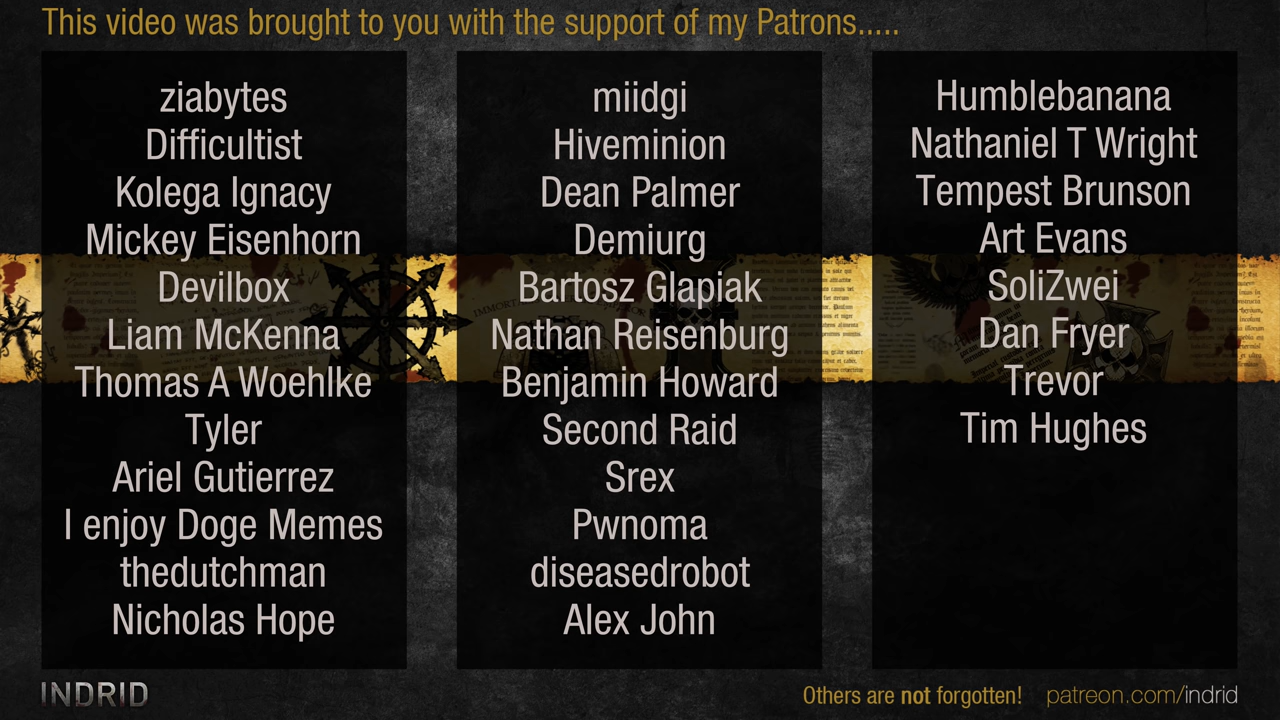 This video was brought to you with the support of my Patrons.....
ziabytes
Difficultist
Kolega Ignacy
Mickey Eisenhorn
Devilbox
Liam McKenna
Thomas A Woehlke
Tyler
Ariel Gutierrez
I enjoy Doge Memes
thedutchman
Nicholas Hope
miidgi
Hiveminion
Dean Palmer
Demiurg
Bartosz Glapiak
Nathan Reisenburg
Benjamin Howard
Second Raid
Srex
Pwnoma
diseasedrobot
Alex John
Humblebanana
Nathaniel T Wright
Tempest Brunson
Art Evans
SoliZwei
Dan Fryer
Trevor
Tim Hughes
INDRID
Others are not forgotten!
patreon.com/indrid